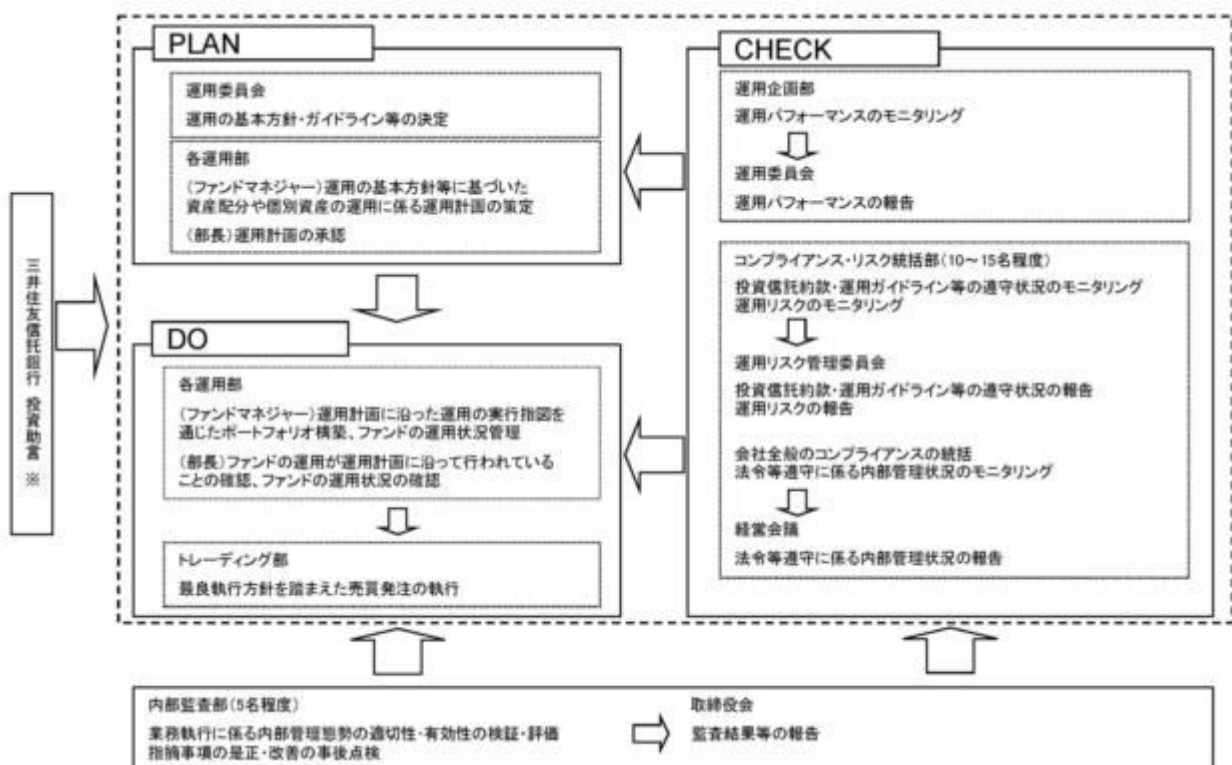 三井住友信託銀行 投資助言 ※
PLAN
運用委員会
運用の基本方針・ガイドライン等の決定
各運用部
(ファンドマネジャー)運用の基本方針等に基づいた
資産配分や個別資産の運用に係る運用計画の策定
(部長)運用計画の承認
DO
各運用部
(ファンドマネジャー)運用計画に沿った運用の実行指図を
通じたポートフォリオ構築、ファンドの運用状況管理
(部長)ファンドの運用が運用計画に沿って行われている
ことの確認、ファンドの運用状況の確認
トレーディング部
最良執行方針を踏まえた売買発注の執行
CHECK
運用企画部
運用パフォーマンスのモニタリング
運用委員会
運用パフォーマンスの報告
コンプライアンス・リスク統括部(10～15名程度)
投資信託約款・運用ガイドライン等の遵守状況のモニタリング
運用リスクのモニタリング
運用リスク管理委員会
投資信託約款・運用ガイドライン等の遵守状況の報告
運用リスクの報告
会社全般のコンプライアンスの統括
法令等遵守に係る内部管理状況のモニタリング
経営会議
法令等遵守に係る内部管理状況の報告
内部監査部(5名程度)
業務執行に係る内部管理態勢の適切性・有効性の検証・評価
指摘事項の是正・改善の事後点検
取締役会
監査結果等の報告